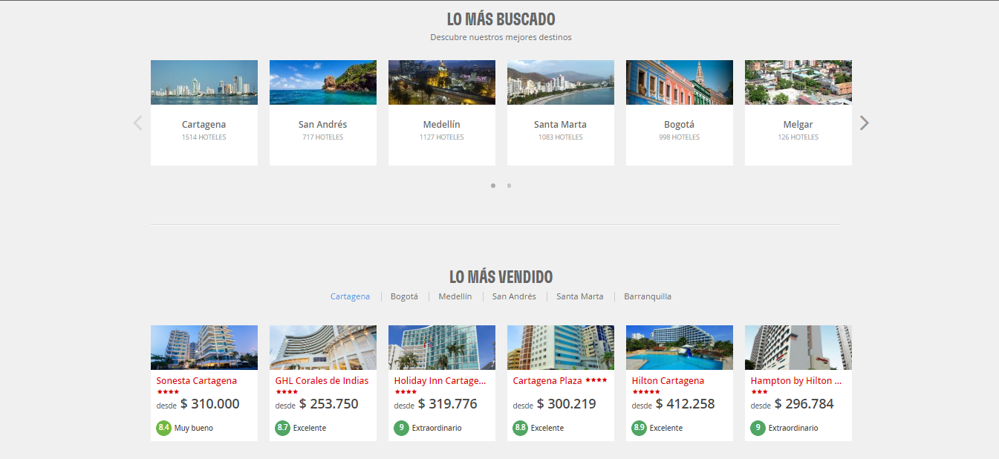 LO MÁS BUSCADO
Descubre nuestros mejores destinos
Cartagena
1514 HOTELES
San Andrés
717 HOTELES
Medellín
1127 HOTELES
Santa Marta
1083 HOTELES
Bogotá
998 HOTELES
Melgar
126 HOTELES
LO MÁS VENDIDO
Cartagena
Bogotá
Medellín
San Andrés
Santa Marta
Barranquilla
Sonesta Cartagena
desde $ 310.000
8.4 Muy bueno
GHL Corales de Indias
desde $ 253.750
8.7 Excelente
Holiday Inn Cartage...
desde $ 319.776
9 Extraordinario
Cartagena Plaza
desde $ 300.219
8.8 Excelente
Hilton Cartagena
desde $ 412.258
8.9 Excelente
Hampton by Hilton ...
desde $ 296.784
9 Extraordinario